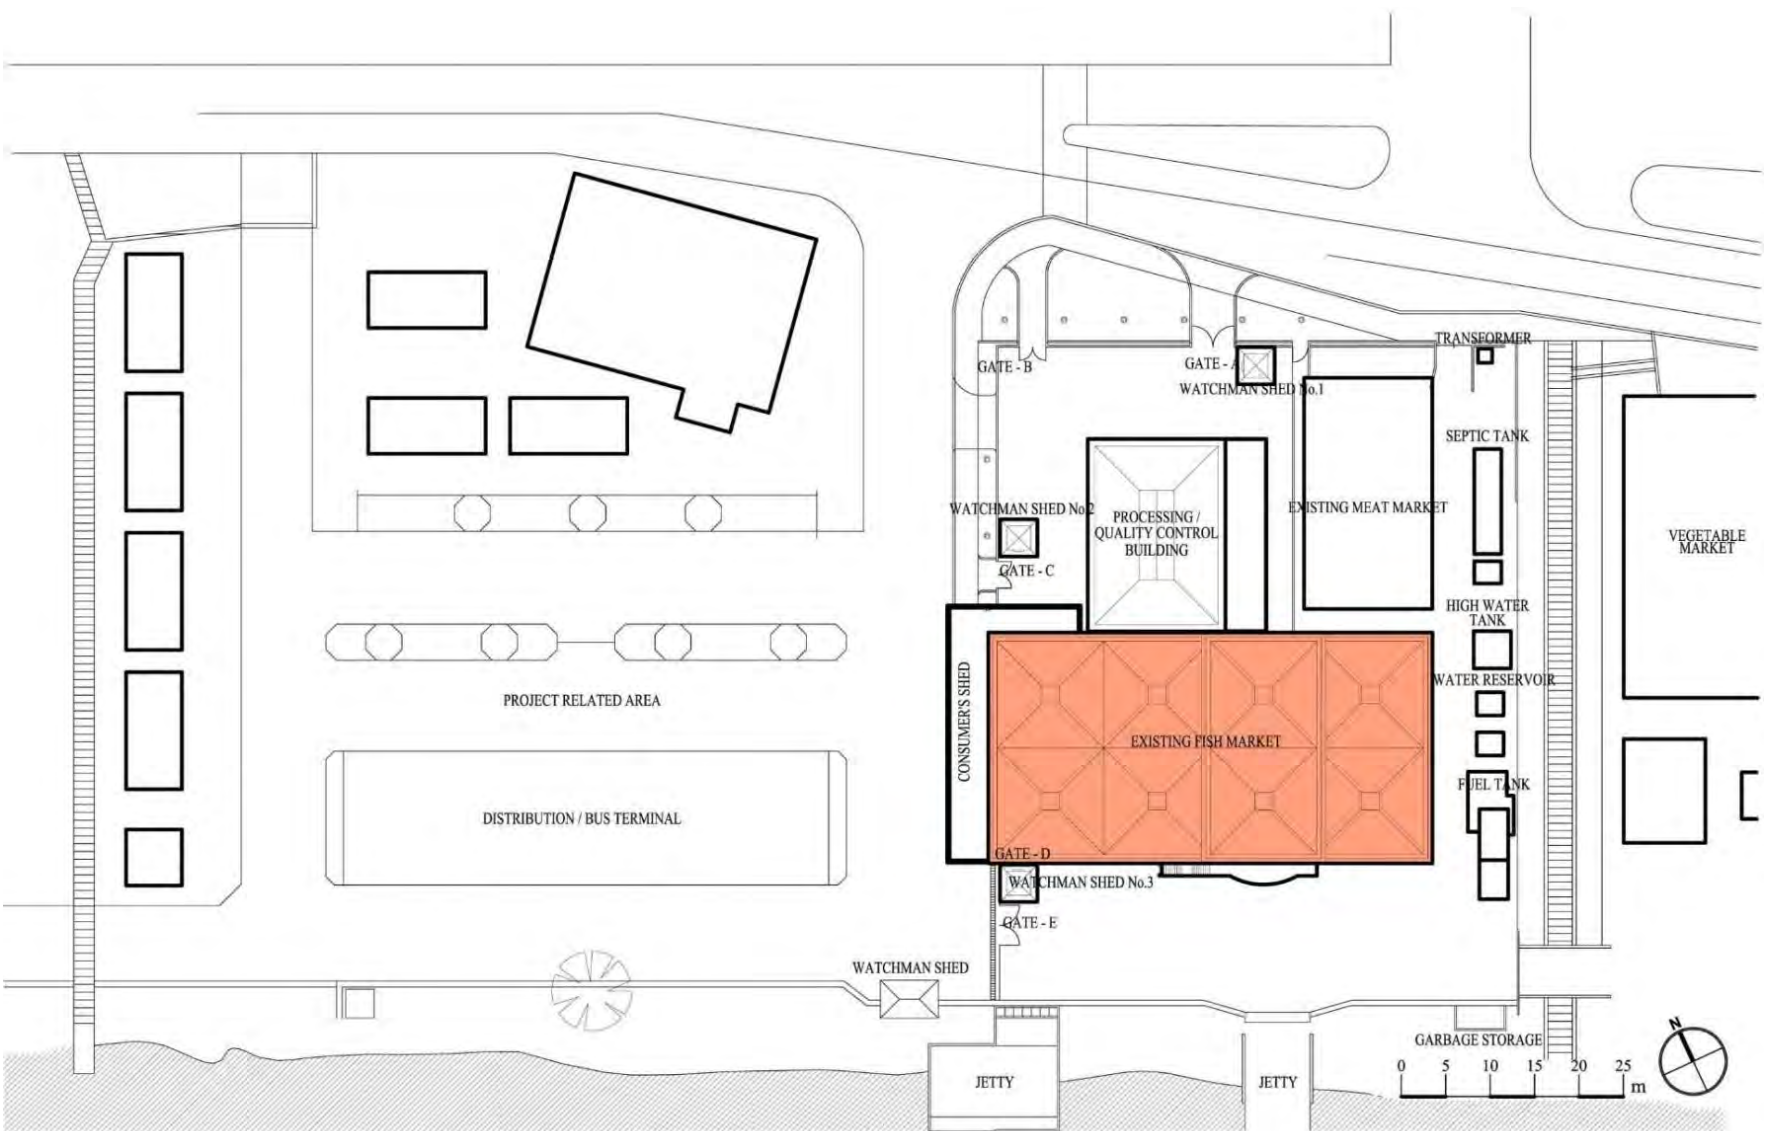 TRANSFORMER
GATE - B
GATE - A
WATCHMAN SHED No.1
SEPTIC TANK
WATCHMAN SHED No.2
PROCESSING /
QUALITY CONTROL
BUILDING
EXISTING MEAT MARKET
VEGETABLE
MARKET
GATE - C
HIGH WATER
TANK
CONSUMER'S SHED
WATER RESERVOIR
PROJECT RELATED AREA
EXISTING FISH MARKET
FUEL TANK
DISTRIBUTION / BUS TERMINAL
GATE - D
WATCHMAN SHED No.3
GATE - E
WATCHMAN SHED
GARBAGE STORAGE
N
0 5 10 15 20 25 m
JETTY
JETTY